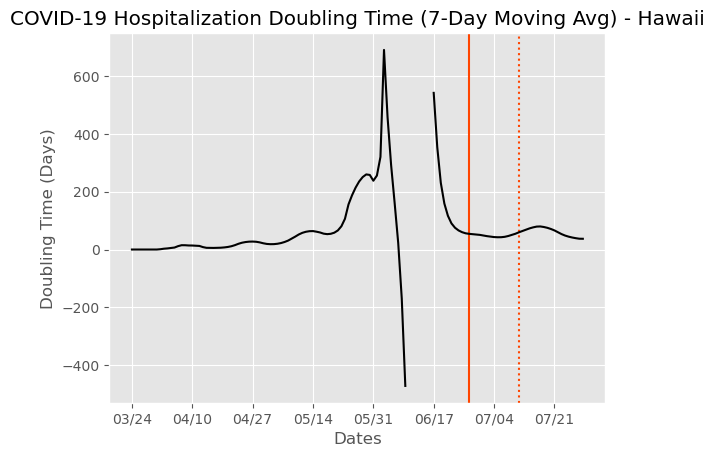 COVID-19 Hospitalization Doubling Time (7-Day Moving Avg) - Hawaii
Doubling Time (Days)
600
400
200
0
−200
−400
03/24 04/10 04/27 05/14 05/31 06/17 07/04 07/21
Dates